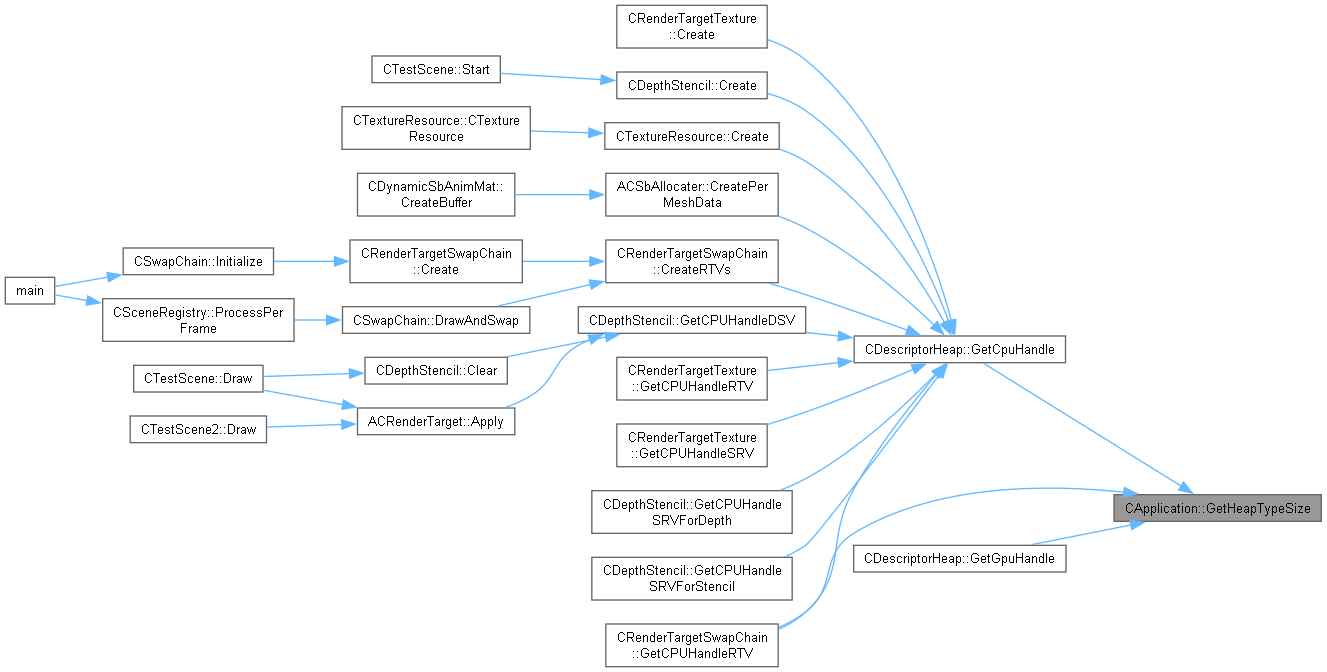 CRenderTargetTexture
::Create
CTestScene::Start
CDepthStencil::Create
CTextureResource::CTexture
Resource
CTextureResource::Create
CDynamicSbAnimMat::
CreateBuffer
ACSbAllocater::CreatePer
MeshData
CSwapChain::Initialize
CRenderTargetSwapChain
::Create
CRenderTargetSwapChain
::CreateRTVs
main
CSceneRegistry::ProcessPer
Frame
CSwapChain::DrawAndSwap
CDepthStencil::GetCPUHandleDSV
CDescriptorHeap::GetCpuHandle
CTestScene::Draw
CDepthStencil::Clear
CRenderTargetTexture
::GetCPUHandleRTV
CTestScene2::Draw
ACRenderTarget::Apply
CRenderTargetTexture
::GetCPUHandleSRV
CDepthStencil::GetCPUHandle
SRVForDepth
CApplication::GetHeapTypeSize
CDescriptorHeap::GetGpuHandle
CDepthStencil::GetCPUHandle
SRVForStencil
CRenderTargetSwapChain
::GetCPUHandleRTV